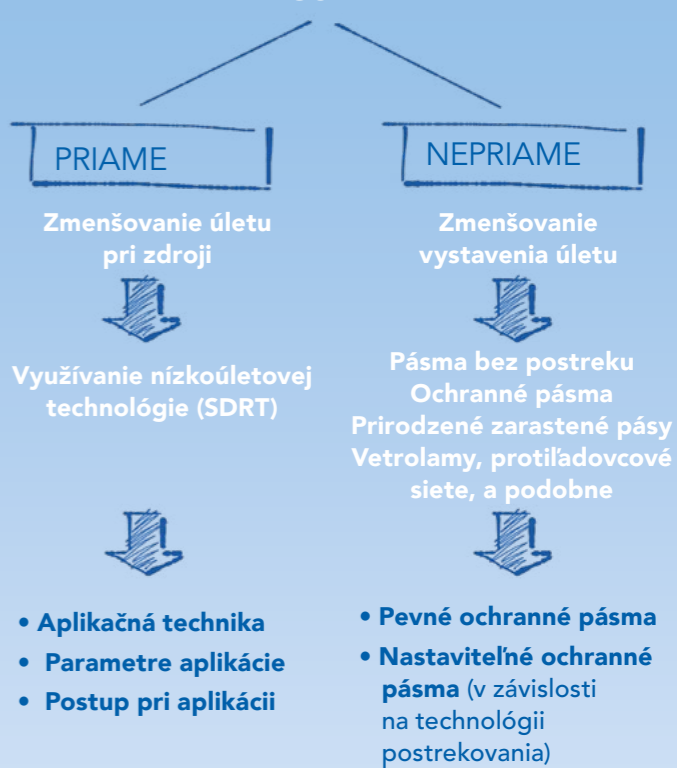 PRIAME
Zmenšovanie úletu
pri zdroji
Využívanie nízkoúletovej
technológie (SDRT)
• Aplikačná technika
• Parametre aplikácie
• Postup pri aplikácii
NEPRIAME
Zmenšovanie
vystavenia úletu
Pásma bez postreku
Ochranné pásma
Prirodzené zarastené pásy
Vetrolamy, protiľadovcové
siete, a podobne
• Pevné ochranné pásma
• Nastaviteľné ochranné
pásma (v závislosti
na technológii
postrekovania)